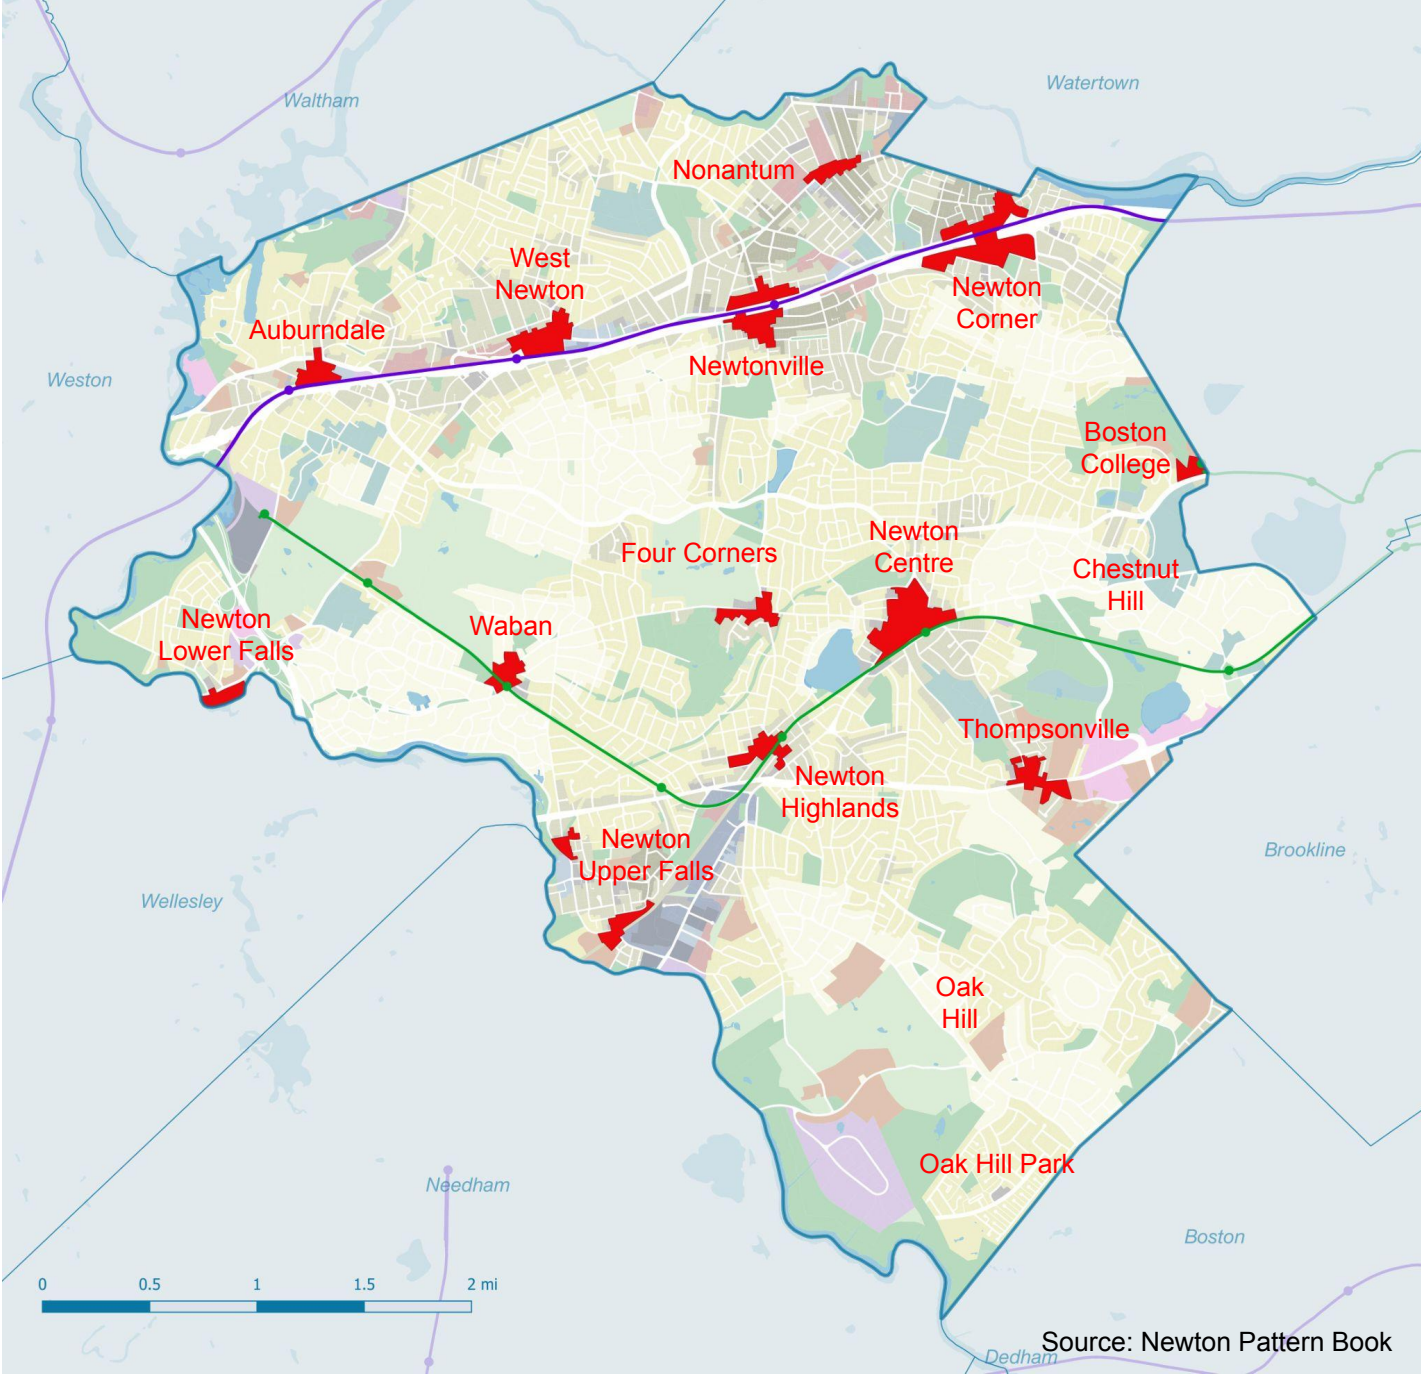 Waltham
Watertown
Nonantum
West
Newton
Newton
Corner
Auburndale
Newtonville
Weston
Boston
College
Newton
Centre
Four Corners
Chestnut
Hill
Newton
Lower Falls
Waban
Thompsonville
Newton
Highlands
Newton
Upper Falls
Brookline
Wellesley
Oak
Hill
Oak Hill Park
Needham
Boston
0 0.5 1 1.5 2 mi
Source: Newton Pattern Book
Dedham